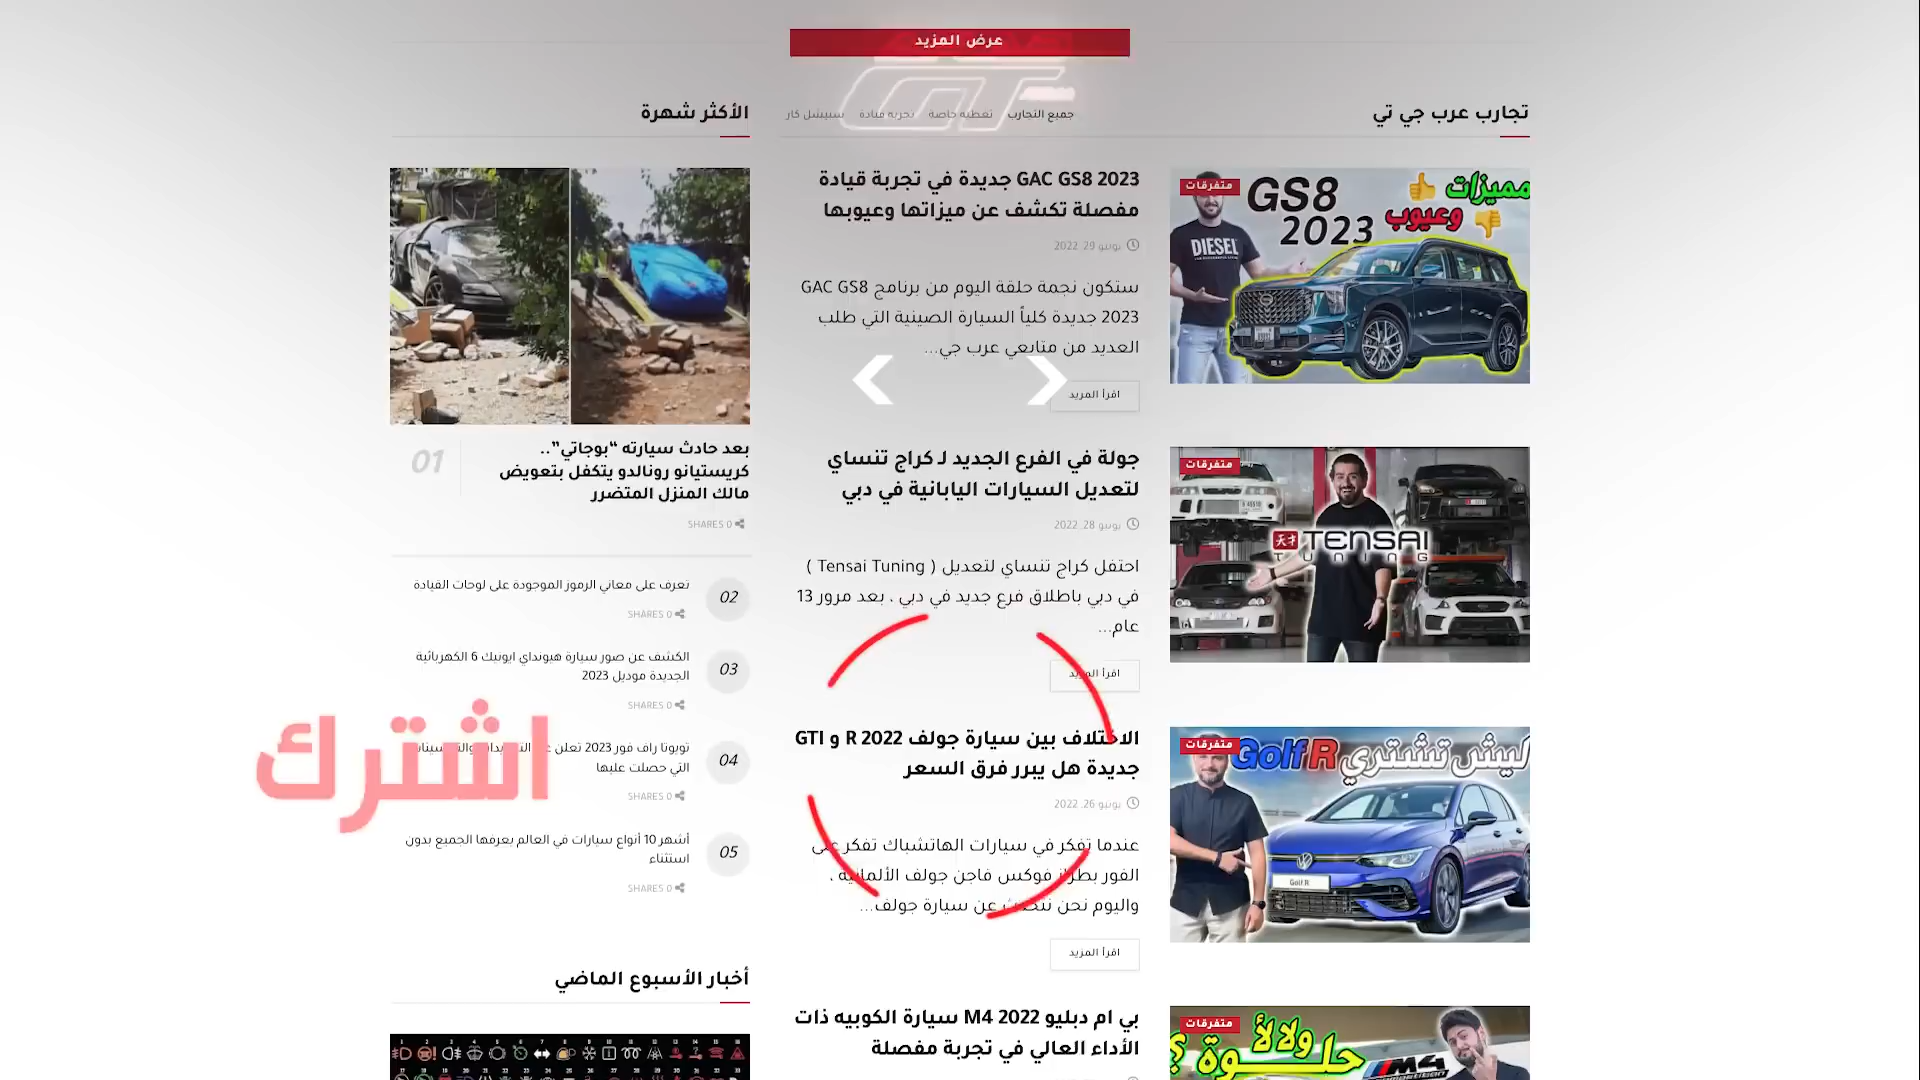 عرض المزيد
تجارب عرب جي تي
جميع التجارب
تغطية خاصة
تجربة قيادة
سبيشل كار
متفرقات
مميزات
وعيوب
GS8
2023
DIESEL
GAC GS8 2023 جديدة في تجربة قيادة
مفصلة تكشف عن ميزاتها وعيوبها
يونيو 29, 2022
ستكون نجمة حلقة اليوم من برنامج GAC GS8
2023 جديدة كلياً السيارة الصينية التي طلب
العديد من متابعي عرب جي...
اقرأ المزيد
متفرقات
TENSAI
TUNING
جولة في الفرع الجديد لـ كراج تنساي
لتعديل السيارات اليابانية في دبي
يونيو 28, 2022
احتفل كراج تنساي لتعديل ( Tensai Tuning )
في دبي باطلاق فرع جديد في دبي ، بعد مرور 13
عام...
اقرأ المزيد
متفرقات
ليش تشتري Golf R
Golf R
الاختلاف بين سيارة جولف R 2022 و GTI
جديدة هل يبرر فرق السعر
يونيو 26, 2022
عندما تفكر في سيارات الهاتشباك تفكر على
الفور بطراز فوكس فاجن جولف الألمانية ،
واليوم نحن نتحدث عن سيارة جولف...
اقرأ المزيد
متفرقات
حلوة ولا لأ
M4
بي ام دبليو M4 2022 سيارة الكوبيه ذات
الأداء العالي في تجربة مفصلة
الأكثر شهرة
01
بعد حادث سيارته “بوجاتي”..
كريستيانو رونالدو يتكفل بتعويض
مالك المنزل المتضرر
SHARES 0
02
تعرف على معاني الرموز الموجودة على لوحات القيادة
SHARES 0
03
الكشف عن صور سيارة هيونداي ايونيك 6 الكهربائية
الجديدة موديل 2023
SHARES 0
04
تويوتا راف فور 2023 تعلن
التي حصلت عليها
SHARES 0
05
أشهر 10 أنواع سيارات في العالم يعرفها الجميع بدون
استثناء
SHARES 0
اشترك
أخبار الأسبوع الماضي